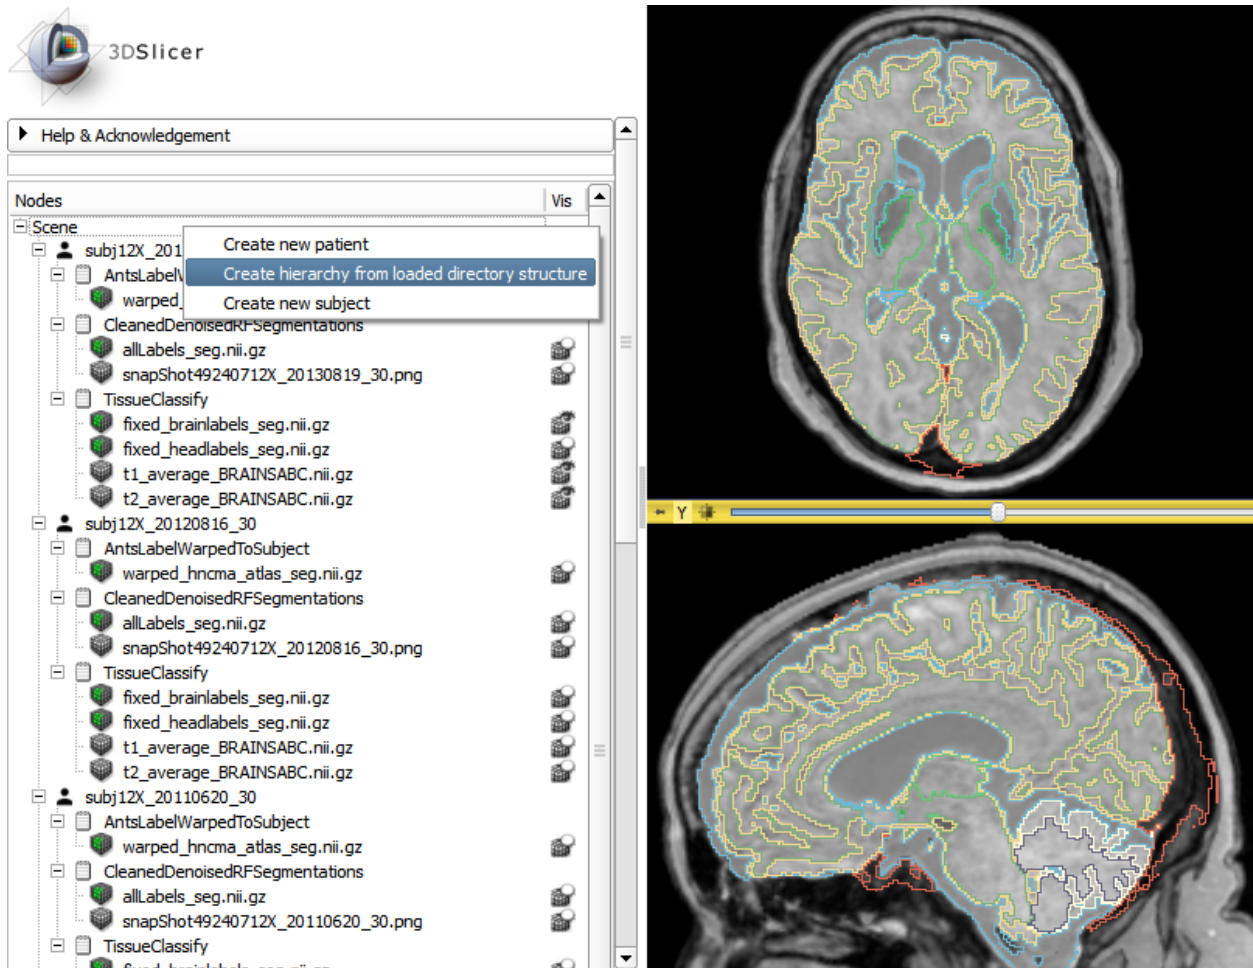 3DSlicer
Help & Acknowledgement
Nodes Vis
Scene
Create new patient
subj12X_201
Create hierarchy from loaded directory structure
AntsLabelW
Create new subject
warped_
CleanedDenoisedRFSegmentations
allLabels_seg.nii.gz
snapShot49240712X_20130819_30.png
TissueClassify
fixed_brainlabels_seg.nii.gz
fixed_headlabels_seg.nii.gz
t1_average_BRAINSABC.nii.gz
t2_average_BRAINSABC.nii.gz
subj12X_20120816_30
AntsLabelWarpedToSubject
warped_hncma_atlas_seg.nii.gz
CleanedDenoisedRFSegmentations
allLabels_seg.nii.gz
snapShot49240712X_20120816_30.png
TissueClassify
fixed_brainlabels_seg.nii.gz
fixed_headlabels_seg.nii.gz
t1_average_BRAINSABC.nii.gz
t2_average_BRAINSABC.nii.gz
subj12X_20110620_30
AntsLabelWarpedToSubject
warped_hncma_atlas_seg.nii.gz
CleanedDenoisedRFSegmentations
allLabels_seg.nii.gz
snapShot49240712X_20110620_30.png
TissueClassify
Y